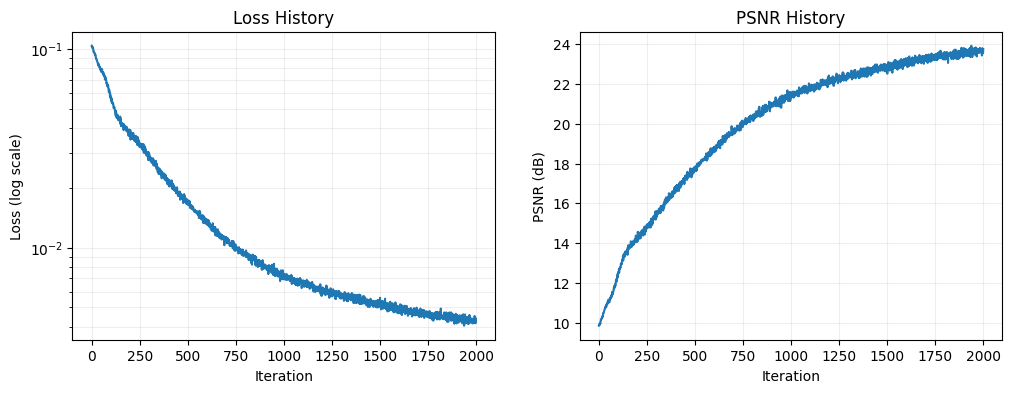 Loss History
Loss (log scale)
10⁻¹
10⁻²
0 250 500 750 1000 1250 1500 1750 2000
Iteration
PSNR History
PSNR (dB)
24
22
20
18
16
14
12
10
0 250 500 750 1000 1250 1500 1750 2000
Iteration